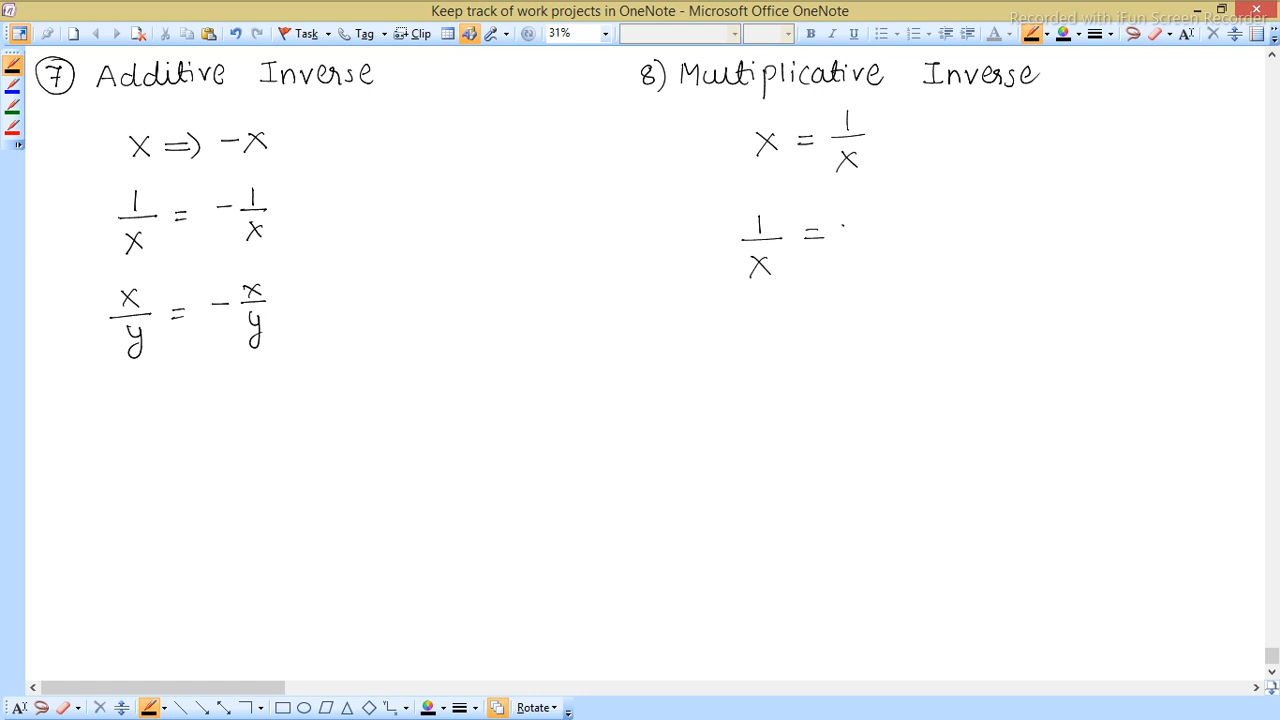 Keep track of work projects in OneNote - Microsoft Office OneNote
Recorded with iFun Screen Recorder
Task Tag Clip 31% B I U A
7 Additive Inverse
x ⇒ -x
1/x = -1/x
x/y = -x/y
8) Multiplicative Inverse
x = 1/x
1/x =
Rotate